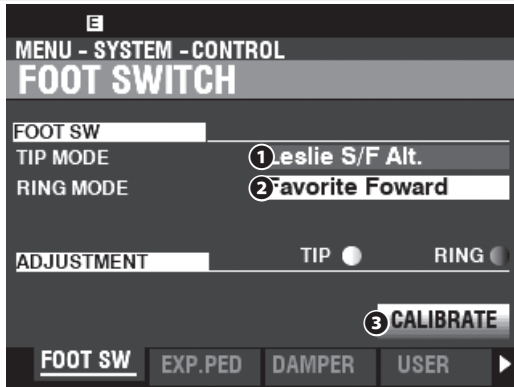 E
MENU - SYSTEM - CONTROL
FOOT SWITCH
FOOT SW
TIP MODE 1 Leslie S/F Alt.
RING MODE 2 Favorite Foward
ADJUSTMENT TIP RING
3 CALIBRATE
FOOT SW EXP.PED DAMPER USER